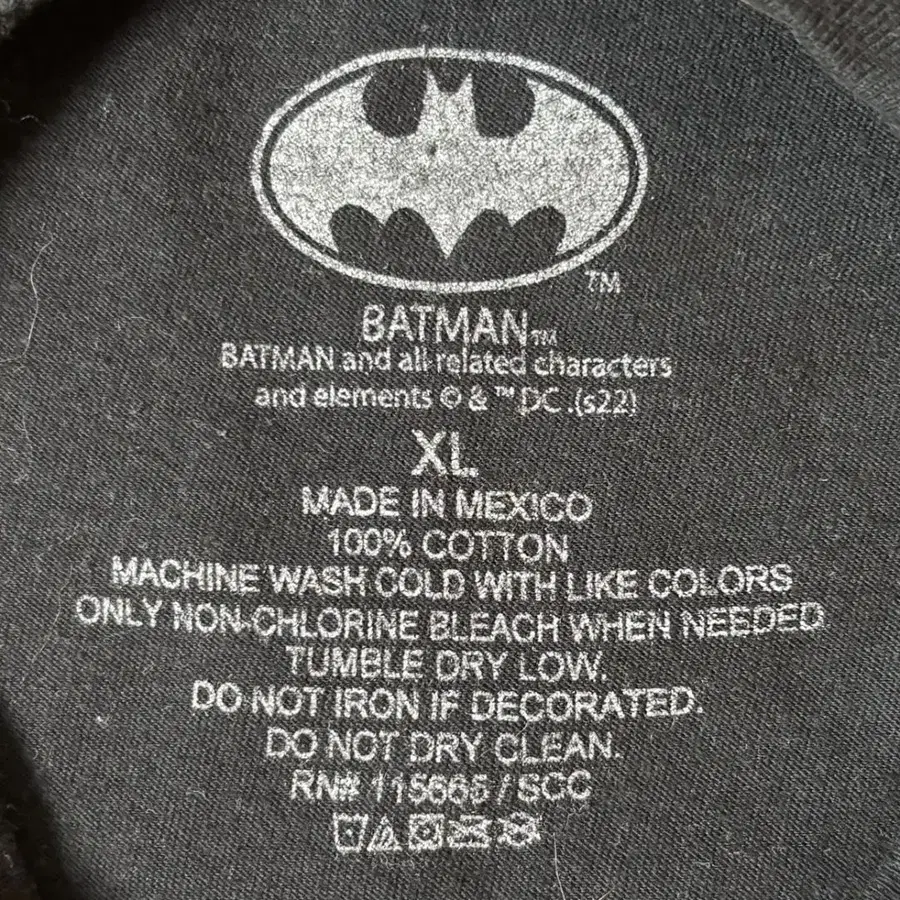 TM
BATMAN™
BATMAN and all related characters
and elements © & ™ DC.(s22)
XL
MADE IN MEXICO
100% COTTON
MACHINE WASH COLD WITH LIKE COLORS
ONLY NON-CHLORINE BLEACH WHEN NEEDED
TUMBLE DRY LOW.
DO NOT IRON IF DECORATED.
DO NOT DRY CLEAN.
RN# 115665 / SCC